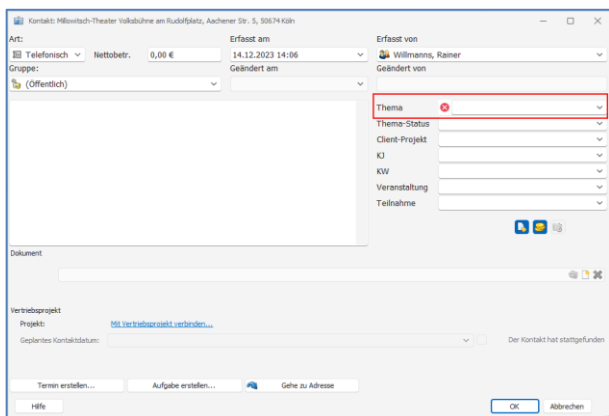 Kontakt: Millowitsch-Theater Volksbühne am Rudolfplatz, Aachener Str. 5, 50674 Köln
Art:
Erfasst am
Erfasst von
Telefonisch
Nettobetr.
0,00 €
14.12.2023 14:06
Willmanns, Rainer
Gruppe:
Geändert am
Geändert von
(Öffentlich)
Thema
Thema-Status
Client-Projekt
KJ
KW
Veranstaltung
Teilnahme
Dokument
Vertriebsprojekt
Projekt:
Mit Vertriebsprojekt verbinden...
Geplantes Kontaktdatum:
Der Kontakt hat stattgefunden
Termin erstellen...
Aufgabe erstellen...
Gehe zu Adresse
Hilfe
OK
Abbrechen